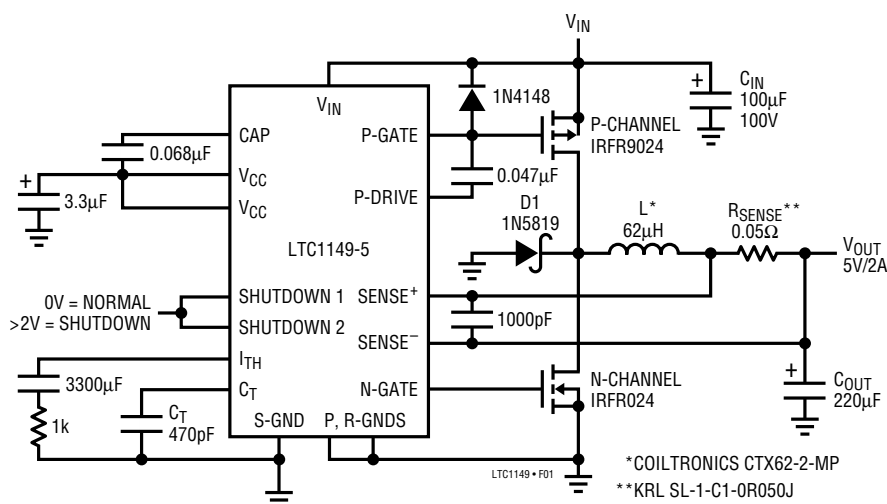 V_IN
V_IN
1N4148
+
C_IN
100µF
100V
CAP
P-GATE
P-CHANNEL
IRFR9024
0.068µF
+
V_CC
0.047µF
3.3µF
V_CC
P-DRIVE
D1
1N5819
L*
62µH
R_SENSE**
0.05Ω
V_OUT
5V/2A
LTC1149-5
0V = NORMAL
>2V = SHUTDOWN
SHUTDOWN 1
SENSE⁺
SHUTDOWN 2
1000pF
SENSE⁻
I_TH
+
3300µF
C_T
N-GATE
N-CHANNEL
IRFR024
C_OUT
220µF
1k
C_T
470pF
S-GND
P, R-GNDS
LTC1149 • F01
*COILTRONICS CTX62-2-MP
**KRL SL-1-C1-0R050J